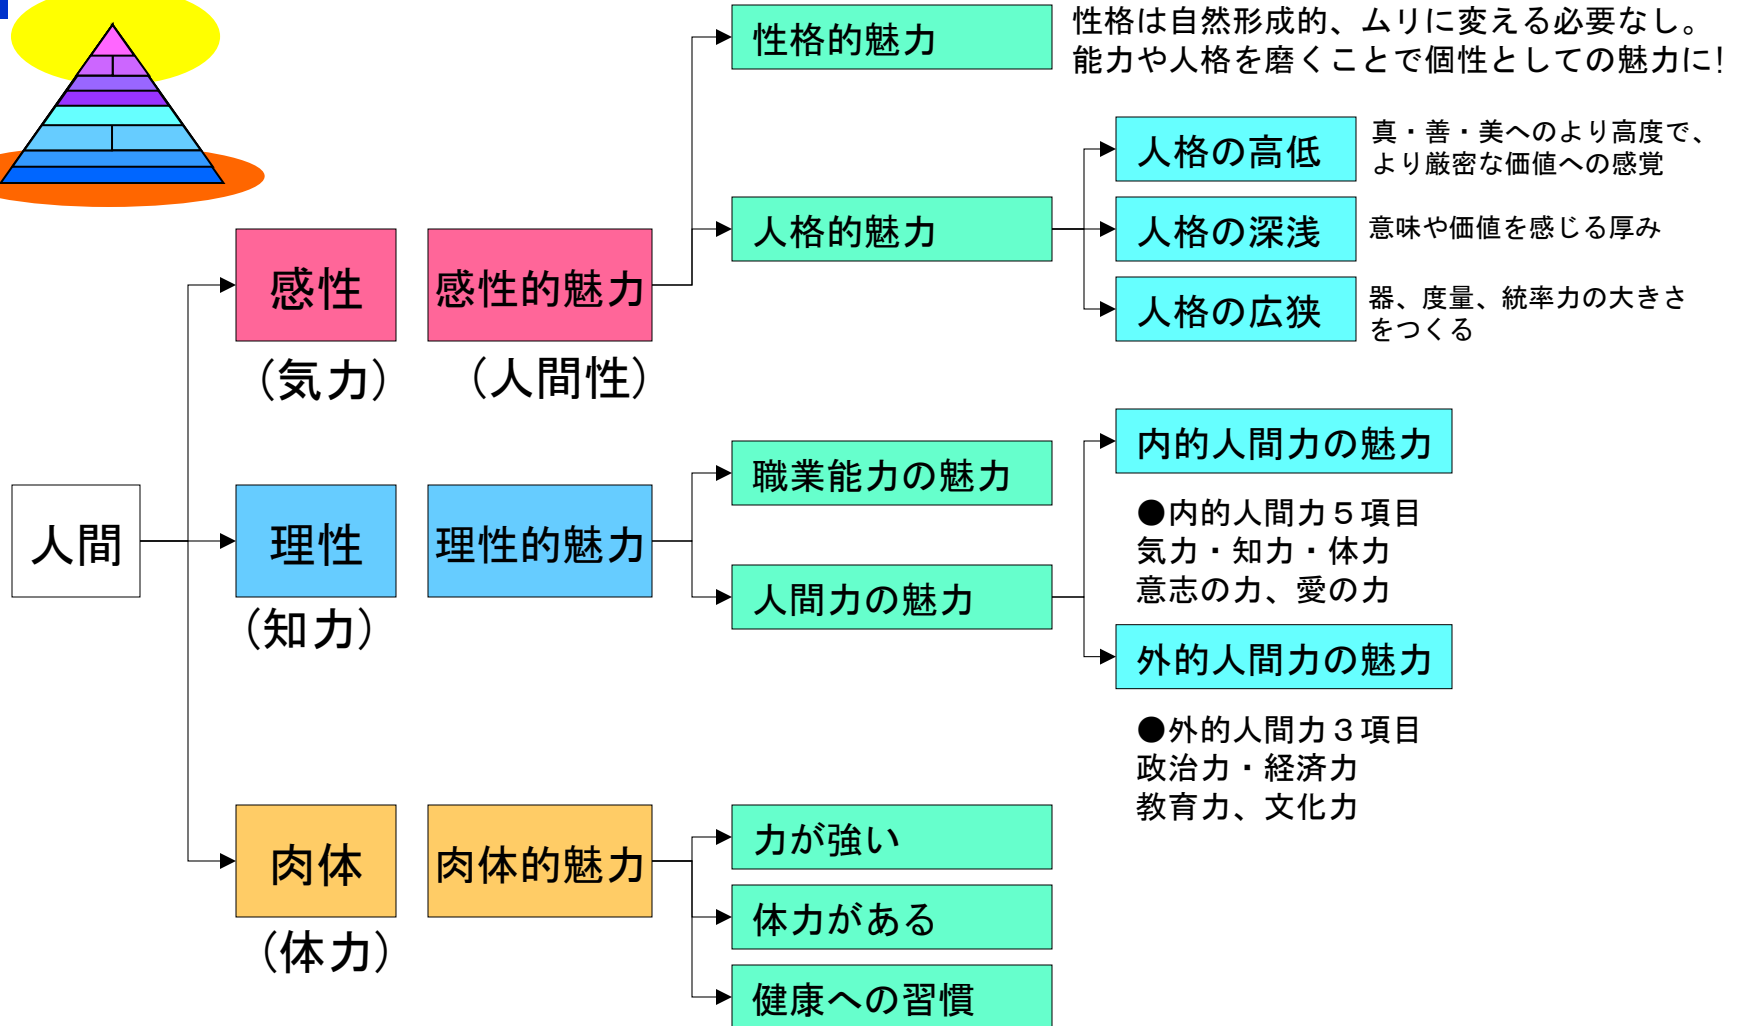 性格的魅力
性格は自然形成的、ムリに変える必要なし。
能力や人格を磨くことで個性としての魅力に!
人格的魅力
人格の高低
真・善・美へのより高度で、
より厳密な価値への感覚
人格の深浅
意味や価値を感じる厚み
人格の広狭
器、度量、統率力の大きさ
をつくる
感性
感性的魅力
(気力)
(人間性)
人間
理性
理性的魅力
(知力)
職業能力の魅力
人間力の魅力
内的人間力の魅力
●内的人間力5項目
気力・知力・体力
意志の力、愛の力
外的人間力の魅力
●外的人間力3項目
政治力・経済力
教育力、文化力
肉体
肉体的魅力
(体力)
力が強い
体力がある
健康への習慣